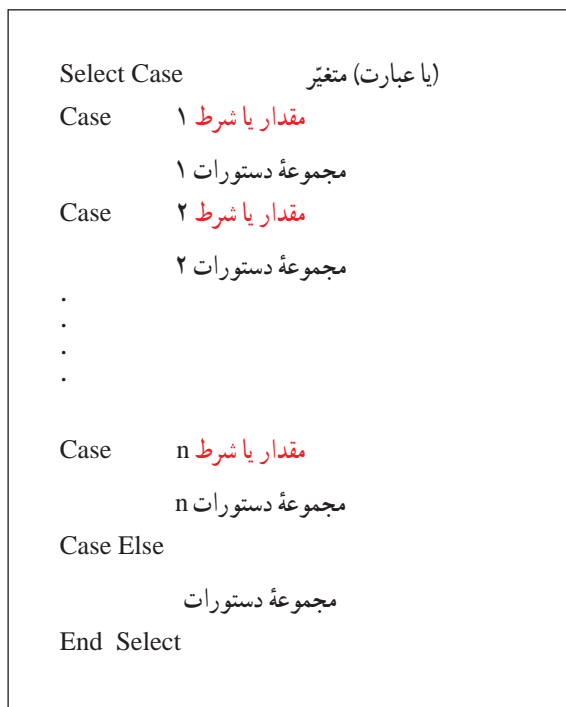 Select Case متغیّر (یا عبارت)
Case مقدار یا شرط ۱
مجموعهٔ دستورات ۱
Case مقدار یا شرط ۲
مجموعهٔ دستورات ۲
.
.
.
.
Case مقدار یا شرط n
مجموعهٔ دستورات n
Case Else
مجموعهٔ دستورات
End Select